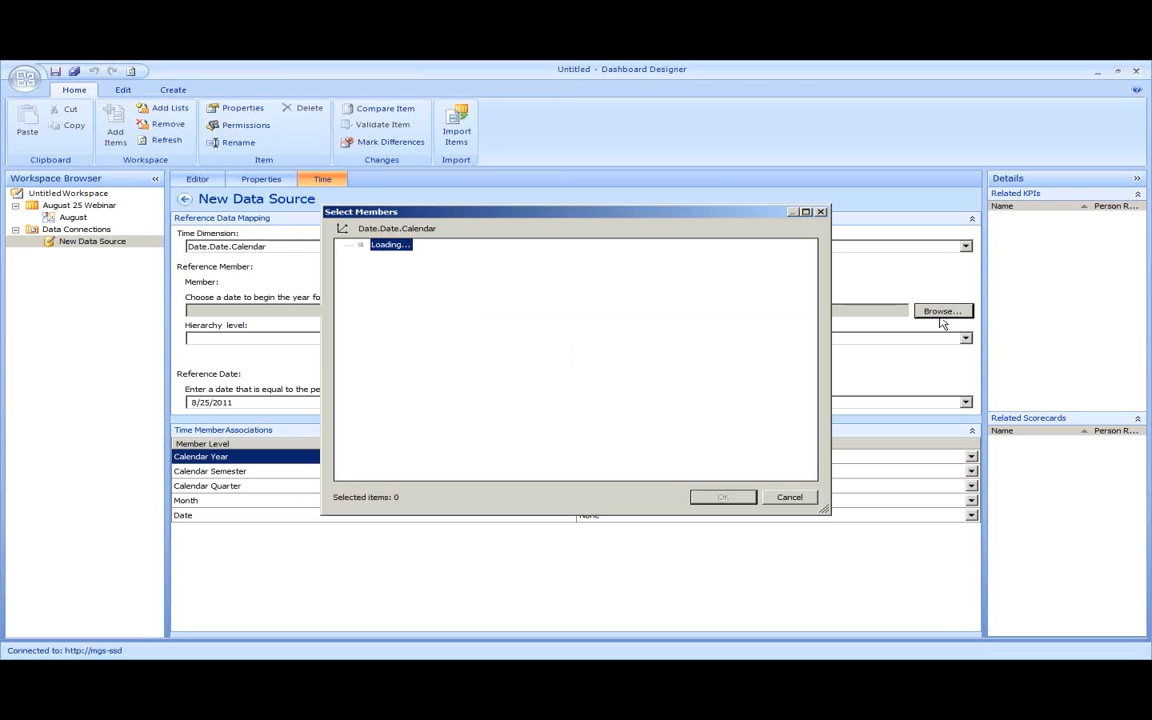 Untitled - Dashboard Designer
Home Edit Create
Paste Cut Copy Clipboard
Add Items Add Lists Remove Refresh Workspace
Properties Delete Permissions Rename Item
Compare Item Validate Item Mark Differences Changes
Import Items Import
Workspace Browser
Untitled Workspace
August 25 Webinar
August
Data Connections
New Data Source
Editor Properties Time
New Data Source
Reference Data Mapping
Time Dimension:
Date.Date.Calendar
Reference Member:
Member:
Choose a date to begin the year fo
Browse...
Hierarchy level:
Reference Date:
Enter a date that is equal to the pe
8/25/2011
Time MemberAssociations
Member Level
Calendar Year
Calendar Semester
Calendar Quarter
Month
Date
Select Members
Date.Date.Calendar
Loading...
Selected items: 0
OK Cancel
Details
Related KPIs
Name Person R...
Related Scorecards
Name Person R...
Connected to: http://mgs-ssd